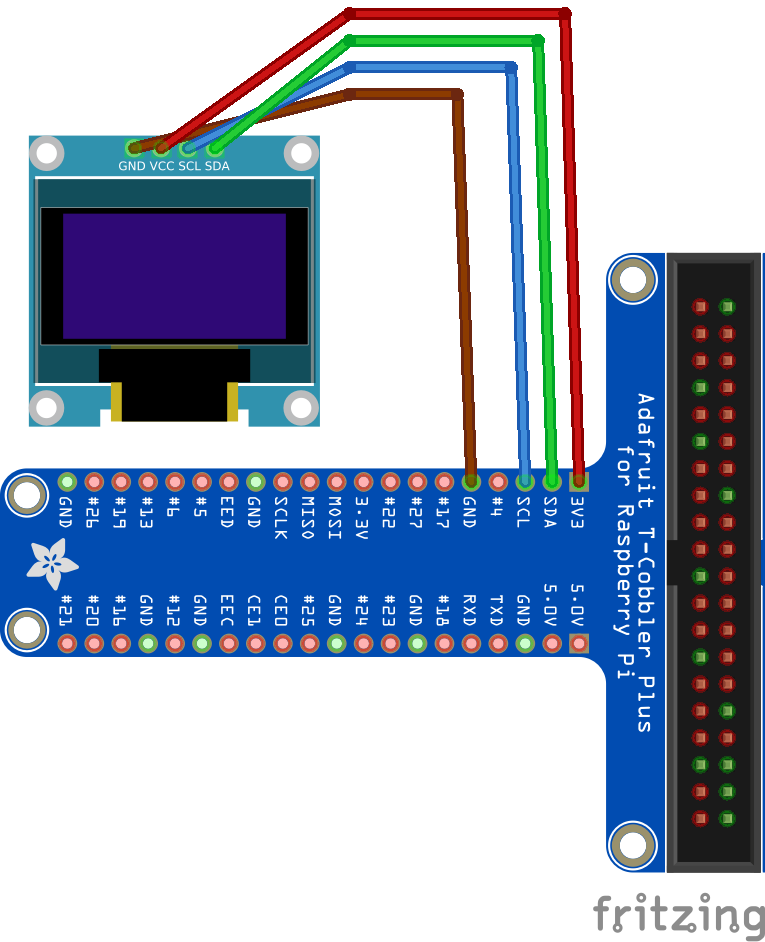 GND VCC SCL SDA
GND
#26
#19
#13
#6
#5
EED
GND
SCLK
MISO
MOSI
3.3V
#22
#27
#17
GND
#4
SCL
SDA
3V3
#21
#20
#16
GND
#12
GND
EEC
CE1
CE0
#25
GND
#24
#23
GND
#18
RXD
TXD
GND
5.0V
5.0V
Adafruit T-Cobbler Plus
for Raspberry Pi
fritzing